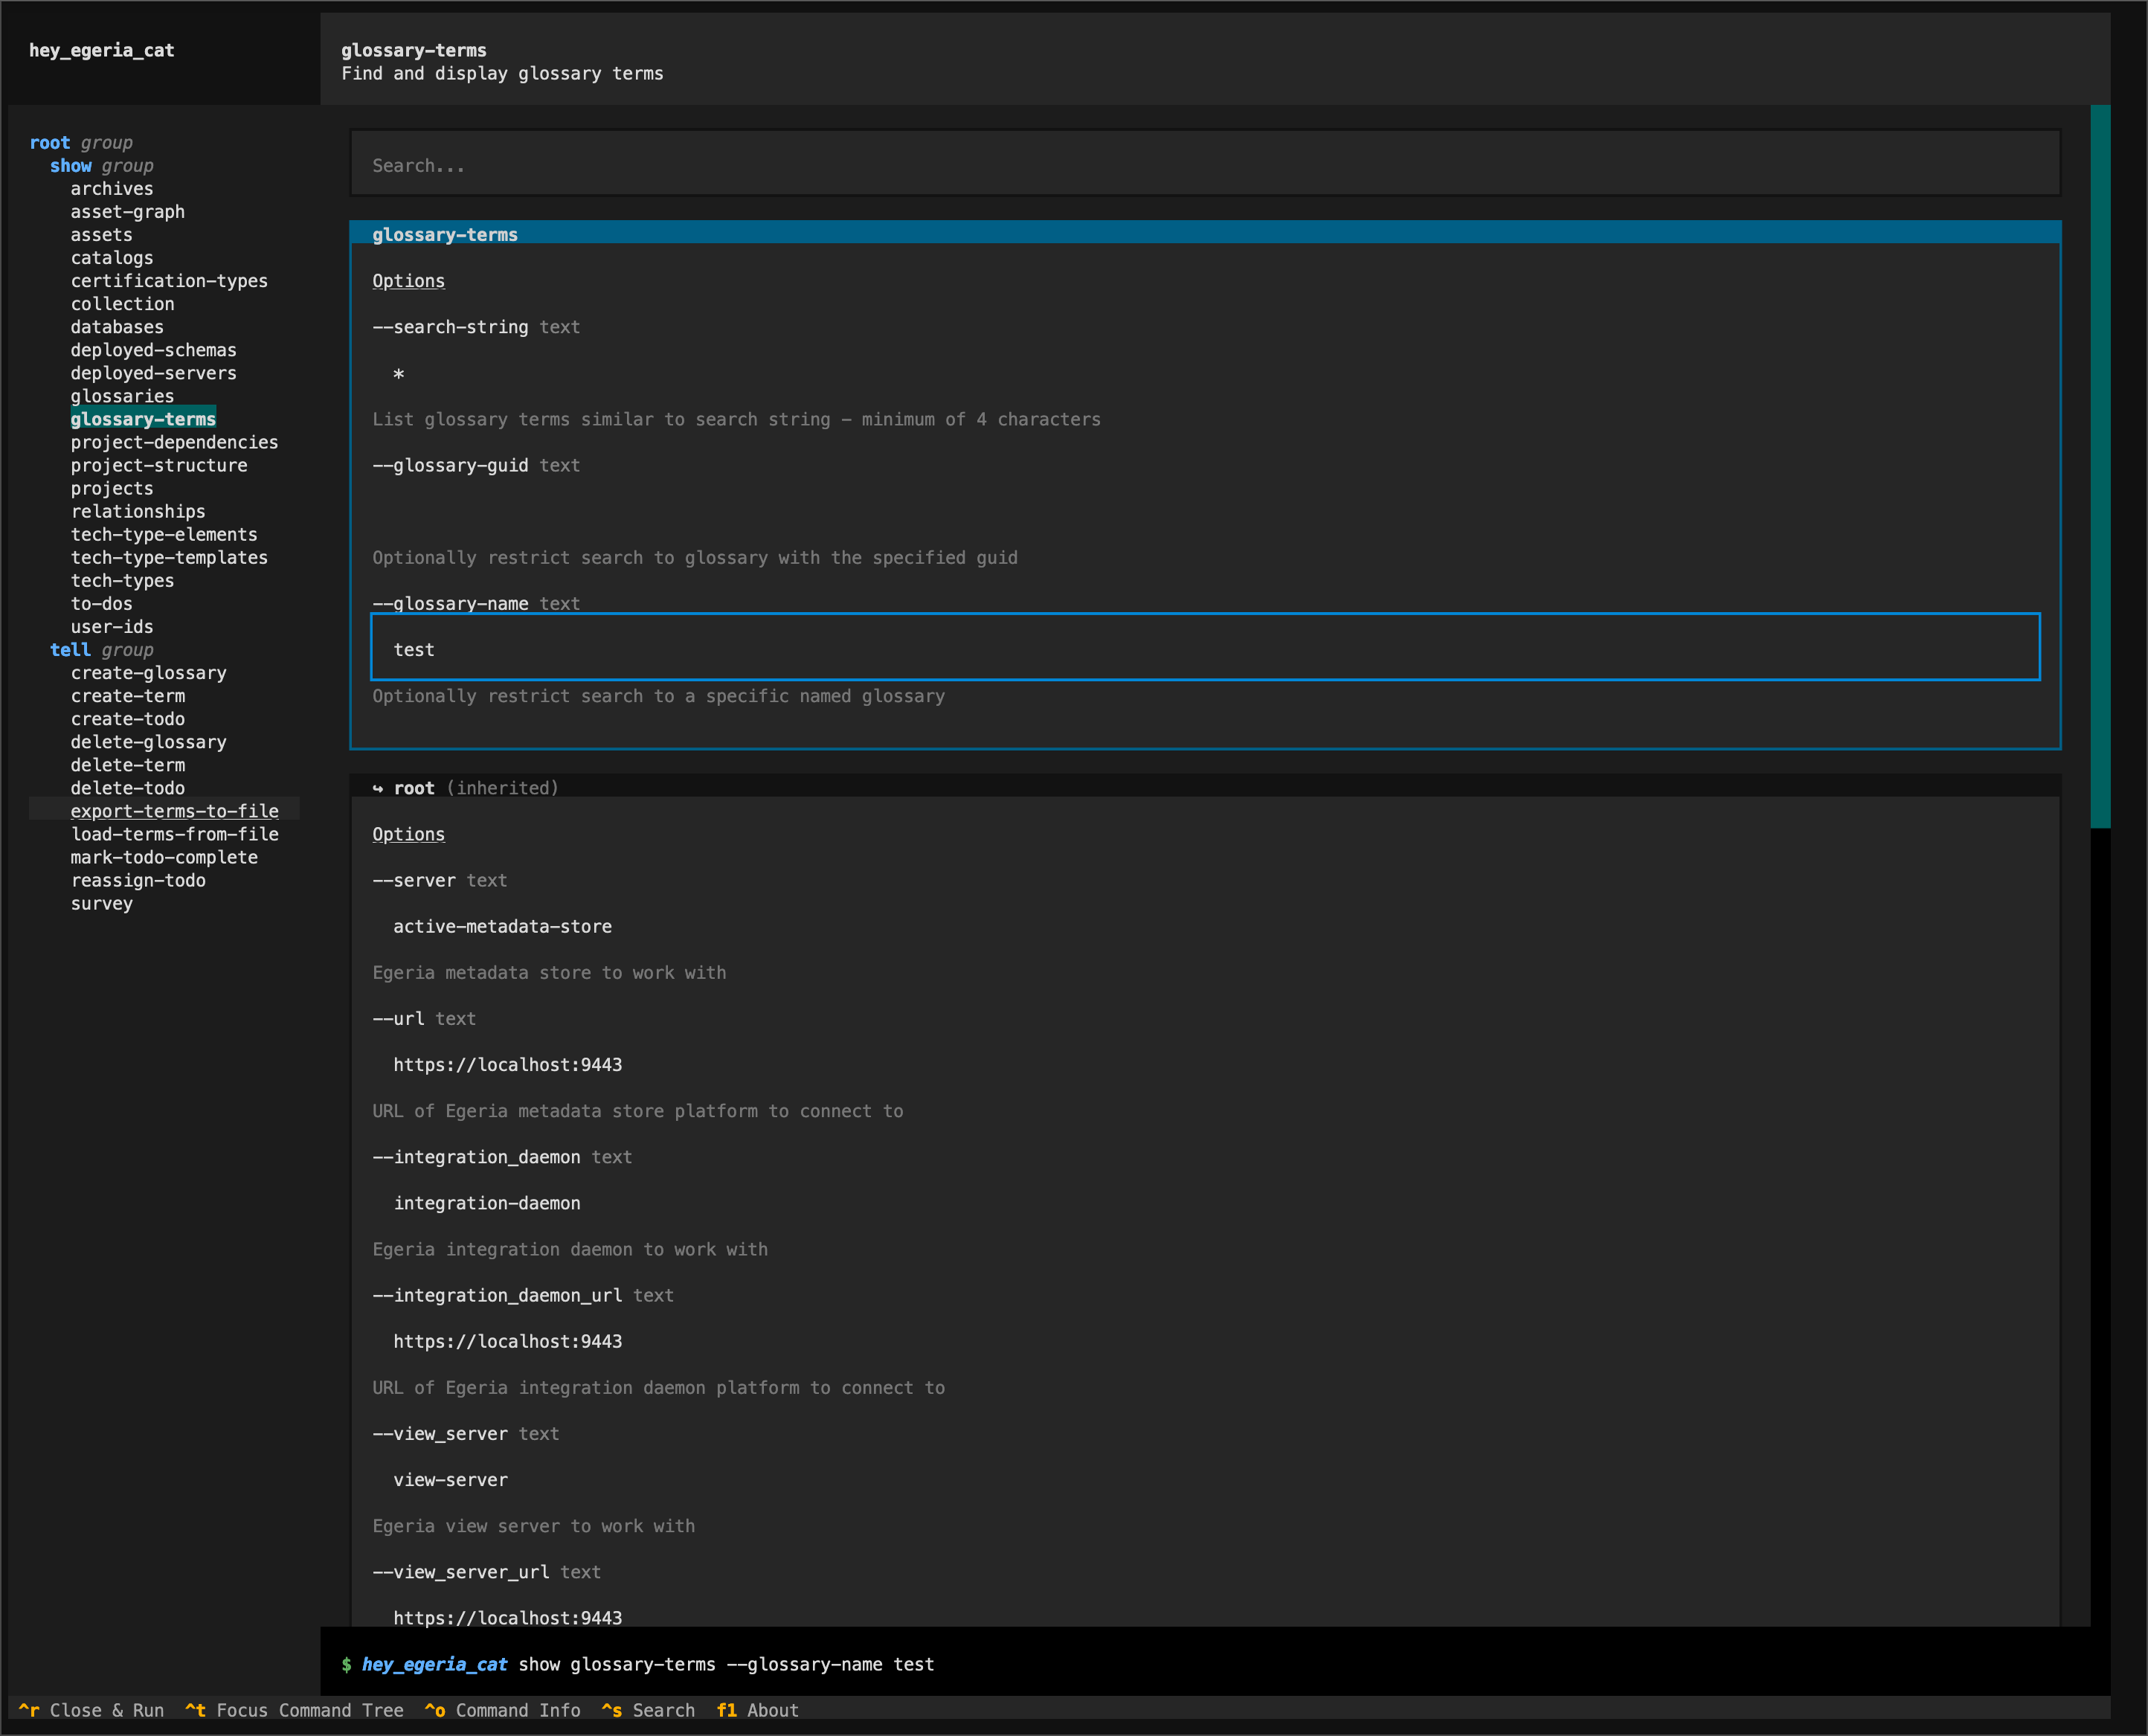 hey_egeria_cat
glossary-terms
Find and display glossary terms
root group
show group
archives
asset-graph
assets
catalogs
certification-types
collection
databases
deployed-schemas
deployed-servers
glossaries
glossary-terms
project-dependencies
project-structure
projects
relationships
tech-type-elements
tech-type-templates
tech-types
to-dos
user-ids
tell group
create-glossary
create-term
create-todo
delete-glossary
delete-term
delete-todo
export-terms-to-file
load-terms-from-file
mark-todo-complete
reassign-todo
survey
Search...
glossary-terms
Options
--search-string text
*
List glossary terms similar to search string - minimum of 4 characters
--glossary-guid text
Optionally restrict search to glossary with the specified guid
--glossary-name text
test
Optionally restrict search to a specific named glossary
↪ root (inherited)
Options
--server text
active-metadata-store
Egeria metadata store to work with
--url text
https://localhost:9443
URL of Egeria metadata store platform to connect to
--integration_daemon text
integration-daemon
Egeria integration daemon to work with
--integration_daemon_url text
https://localhost:9443
URL of Egeria integration daemon platform to connect to
--view_server text
view-server
Egeria view server to work with
--view_server_url text
https://localhost:9443
$ hey_egeria_cat show glossary-terms --glossary-name test
^r Close & Run ^t Focus Command Tree ^o Command Info ^s Search f1 About